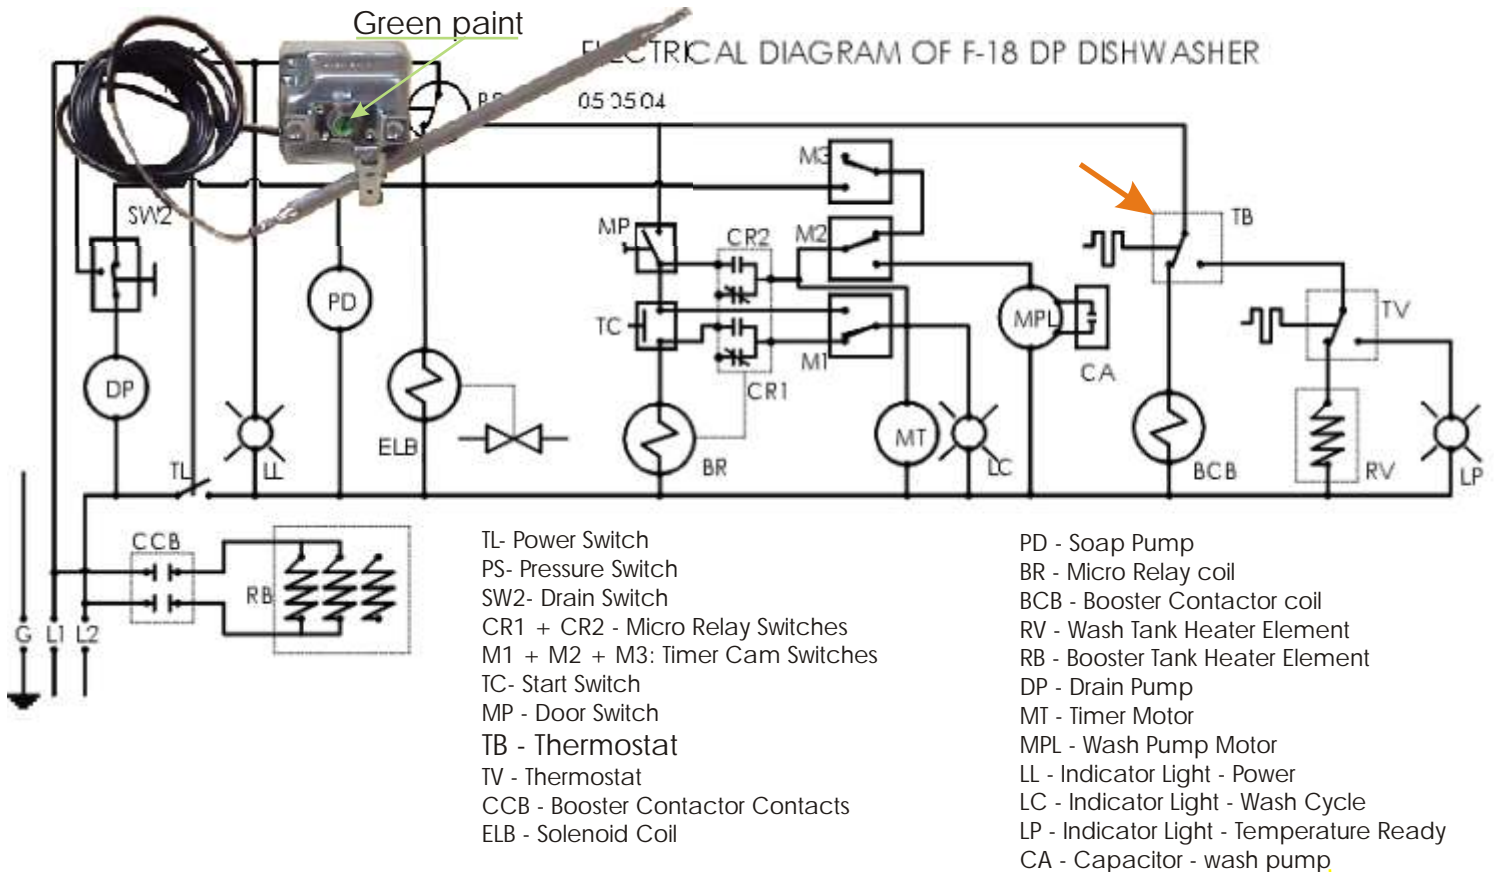 Green paint
ELECTRICAL DIAGRAM OF F-18 DP DISHWASHER
05 05 04
M3
SW2
MP
CR2
M2
TB
PD
TC
MPL
TV
M1
CA
DP
CR1
ELB
MT
TL
LL
BR
LC
BCB
RV
LP
CCB
RB
G L1 L2
TL- Power Switch
PS- Pressure Switch
SW2- Drain Switch
CR1 + CR2 - Micro Relay Switches
M1 + M2 + M3: Timer Cam Switches
TC- Start Switch
MP - Door Switch
TB - Thermostat
TV - Thermostat
CCB - Booster Contactor Contacts
ELB - Solenoid Coil
PD - Soap Pump
BR - Micro Relay coil
BCB - Booster Contactor coil
RV - Wash Tank Heater Element
RB - Booster Tank Heater Element
DP - Drain Pump
MT - Timer Motor
MPL - Wash Pump Motor
LL - Indicator Light - Power
LC - Indicator Light - Wash Cycle
LP - Indicator Light - Temperature Ready
CA - Capacitor - wash pump